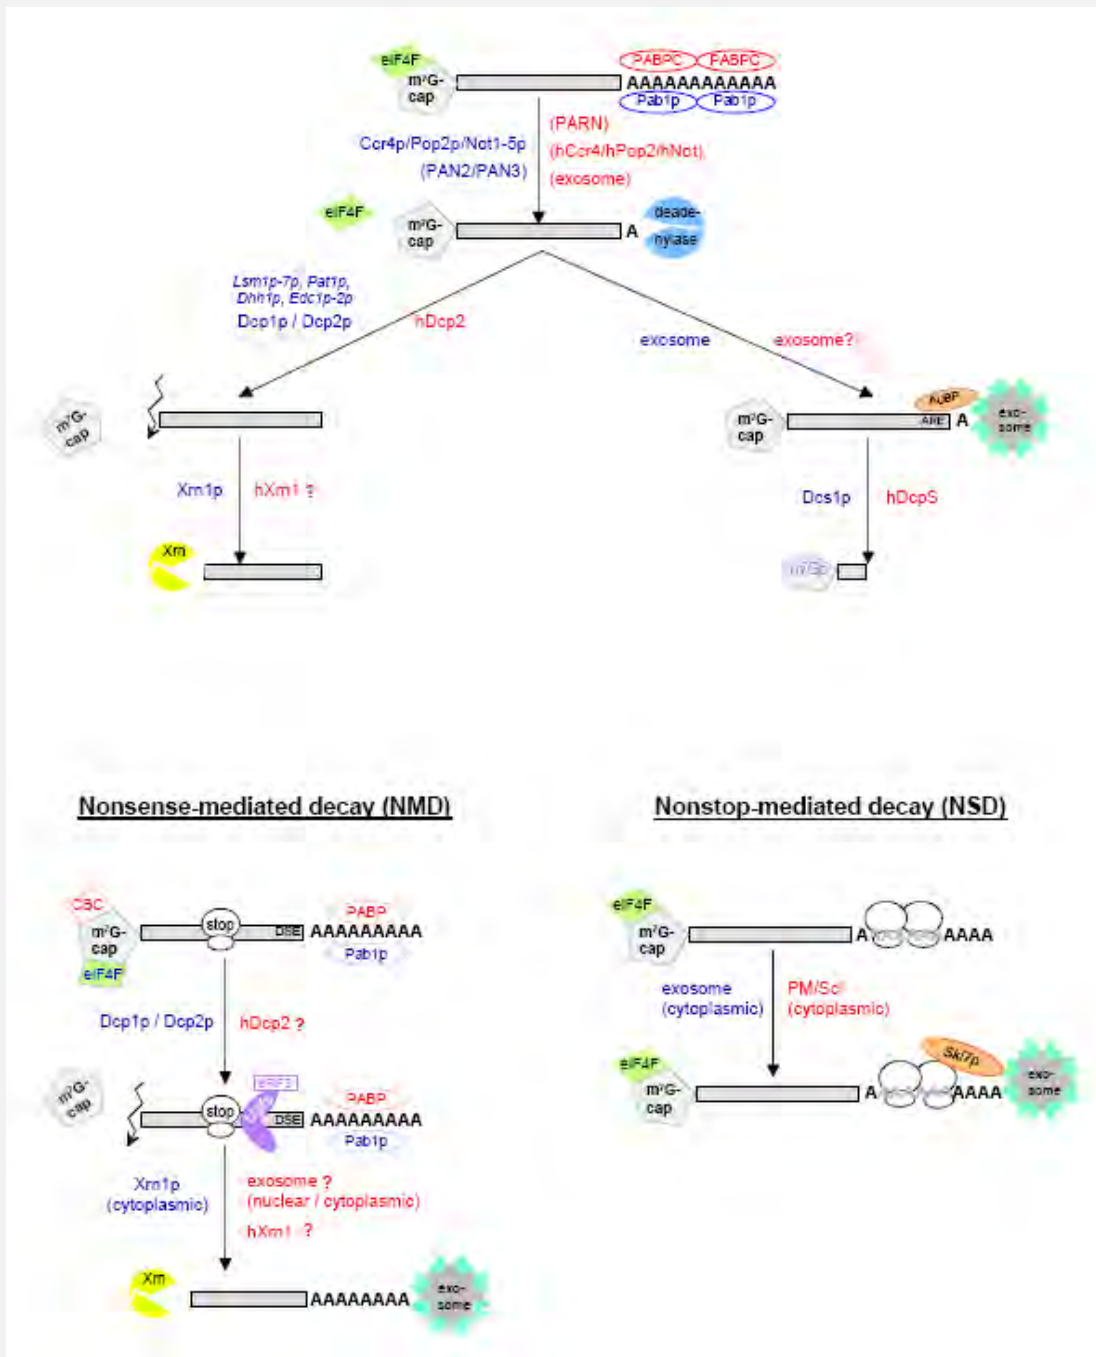 eIF4F
PABPC PABPC
m⁷G-
cap
AAAAAAAAAAAA
Pab1p Pab1p
Ccr4p/Pop2p/Not1-5p
(PAN2/PAN3)
(PARN)
(hCcr4/hPop2/hNot)
(exosome)
eIF4F
m⁷G-
cap
A
deade-
nylase
Lsm1p-7p, Pat1p,
Dhh1p, Edc1p-2p
Dcp1p / Dcp2p
hDcp2
exosome
exosome?
m⁷G-
cap
m⁷G-
cap
AUBP
ARE
A
exo-
some
Xrn1p
hXrn1 ?
Dcs1p
hDcpS
Xrn
Nonsense-mediated decay (NMD)
Nonstop-mediated decay (NSD)
CBC
m⁷G-
cap
eIF4F
stop
DSE
AAAAAAAAA
PABP
Pab1p
eIF4F
m⁷G-
cap
A
AAAA
Dcp1p / Dcp2p
hDcp2 ?
exosome
(cytoplasmic)
PM/Scl
(cytoplasmic)
m⁷G-
cap
stop
DSE
AAAAAAAAA
PABP
Pab1p
eIF4F
m⁷G-
cap
A
Ski7p
AAAA
exo-
some
Xrn1p
(cytoplasmic)
exosome ?
(nuclear / cytoplasmic)
hXrn1 ?
Xrn
AAAAAAAA
exo-
some